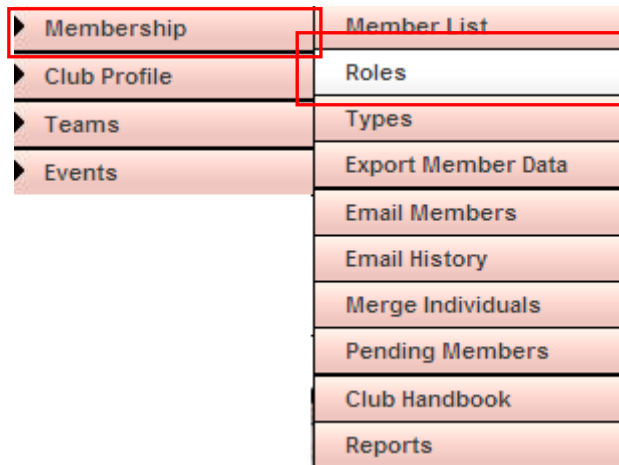 Membership
Club Profile
Teams
Events
Member List
Roles
Types
Export Member Data
Email Members
Email History
Merge Individuals
Pending Members
Club Handbook
Reports